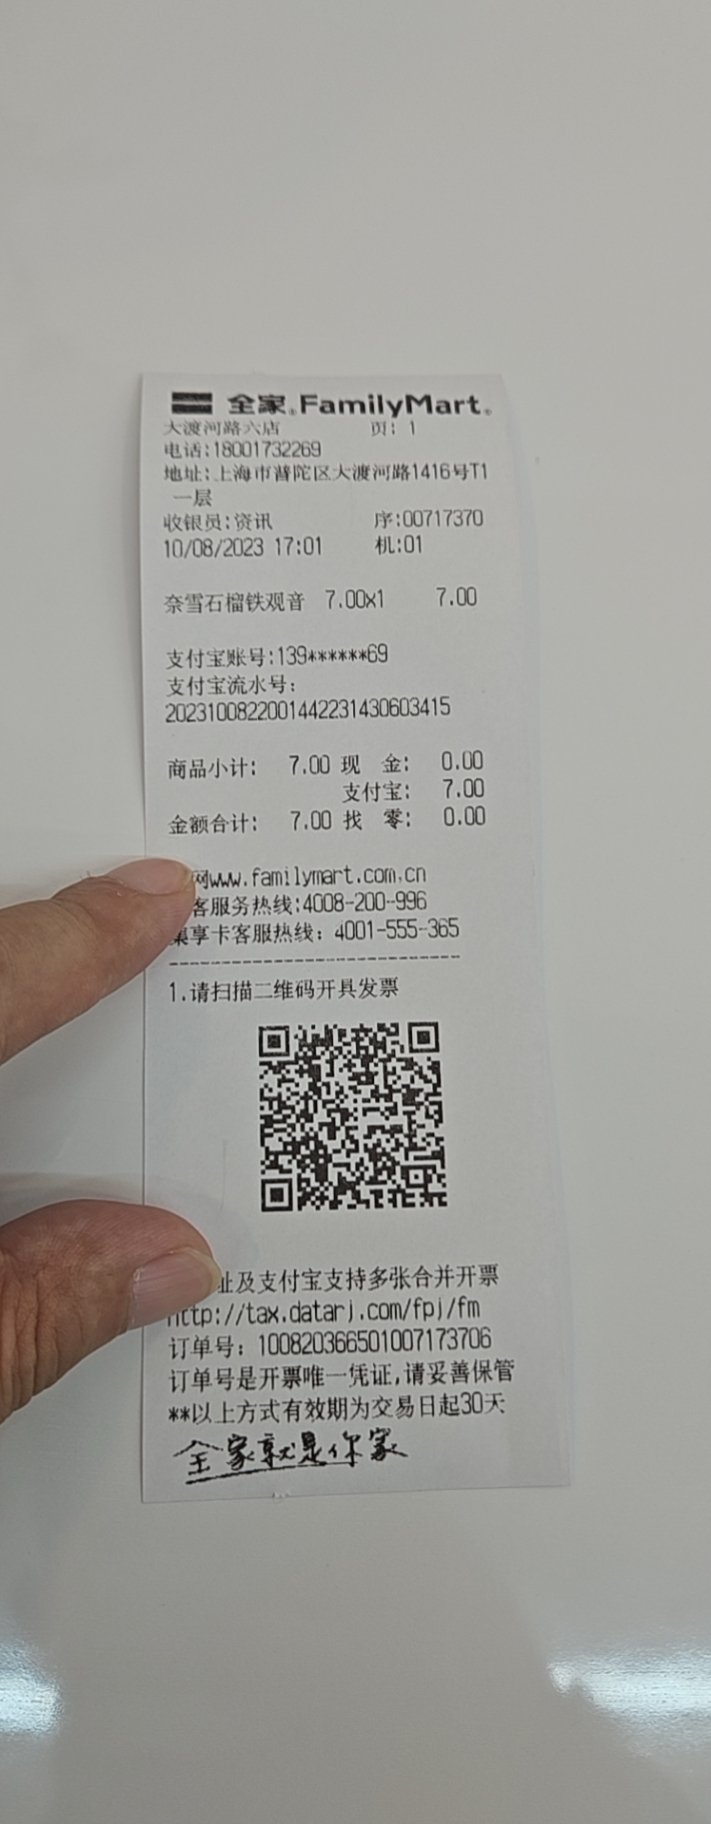 全家®FamilyMart®
大渡河路六店 页: 1
电话:18001732269
地址:上海市普陀区大渡河路1416号T1
一层
收银员:资讯 序:00717370
10/08/2023 17:01 机:01
奈雪石榴铁观音 7.00x1 7.00
支付宝账号:139******69
支付宝流水号:
2023100822001442231430603415
商品小计: 7.00 现 金: 0.00
支付宝: 7.00
金额合计: 7.00 找 零: 0.00
网www.familymart.com.cn
客服务热线:4008-200-996
集享卡客服热线: 4001-555-365
1.请扫描二维码开具发票
址及支付宝支持多张合并开票
http://tax.datarj.com/fpj/fm
订单号: 1008203665010071737​06
订单号是开票唯一凭证,请妥善保管
**以上方式有效期为交易日起30天
全家就是你家